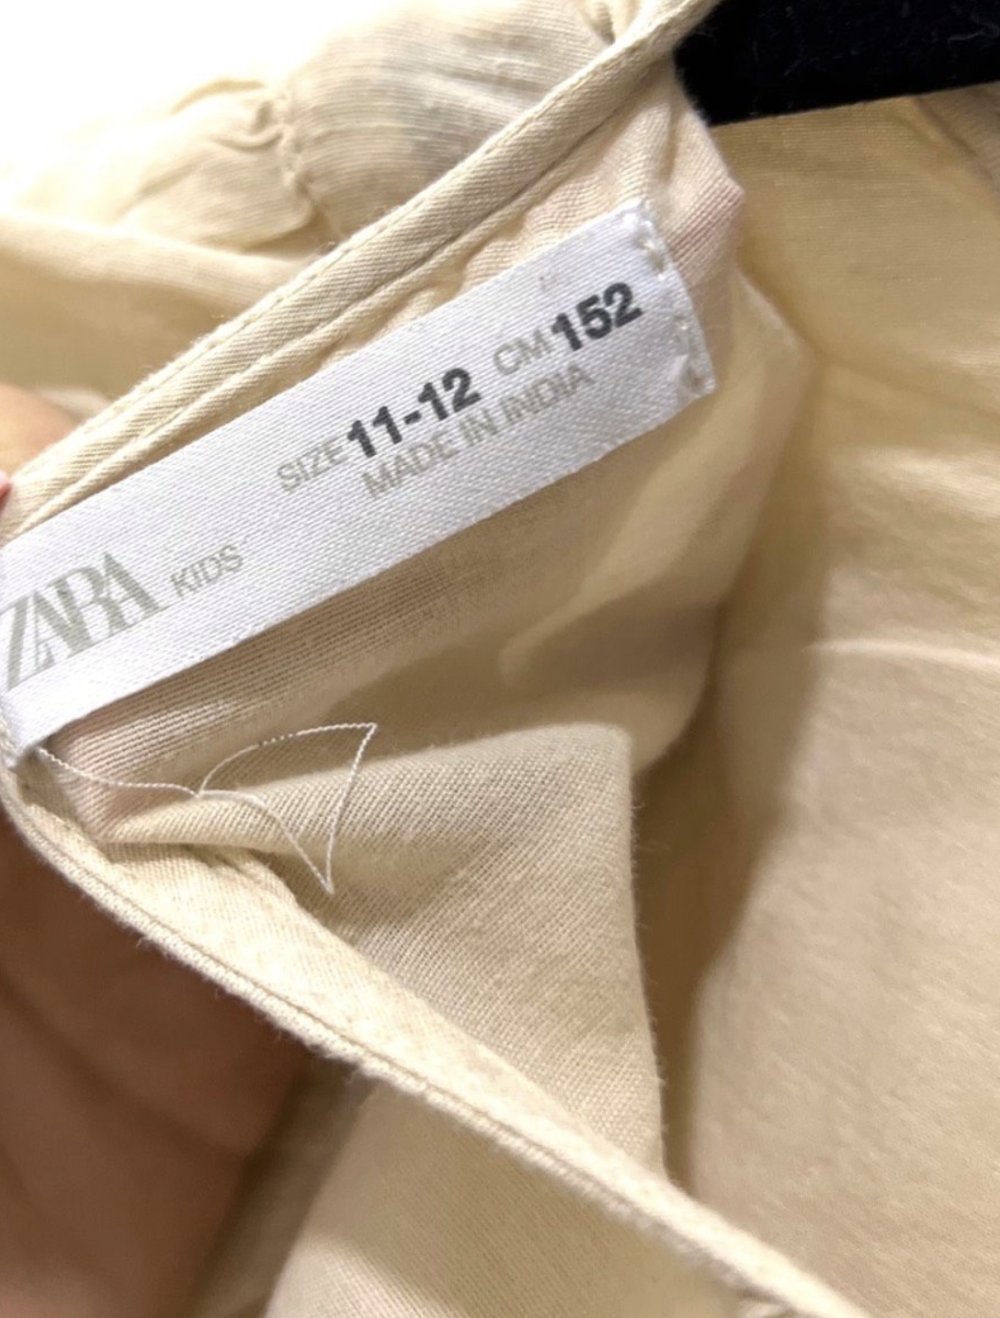 ZARA KIDS
SIZE 11-12 CM 152
MADE IN INDIA